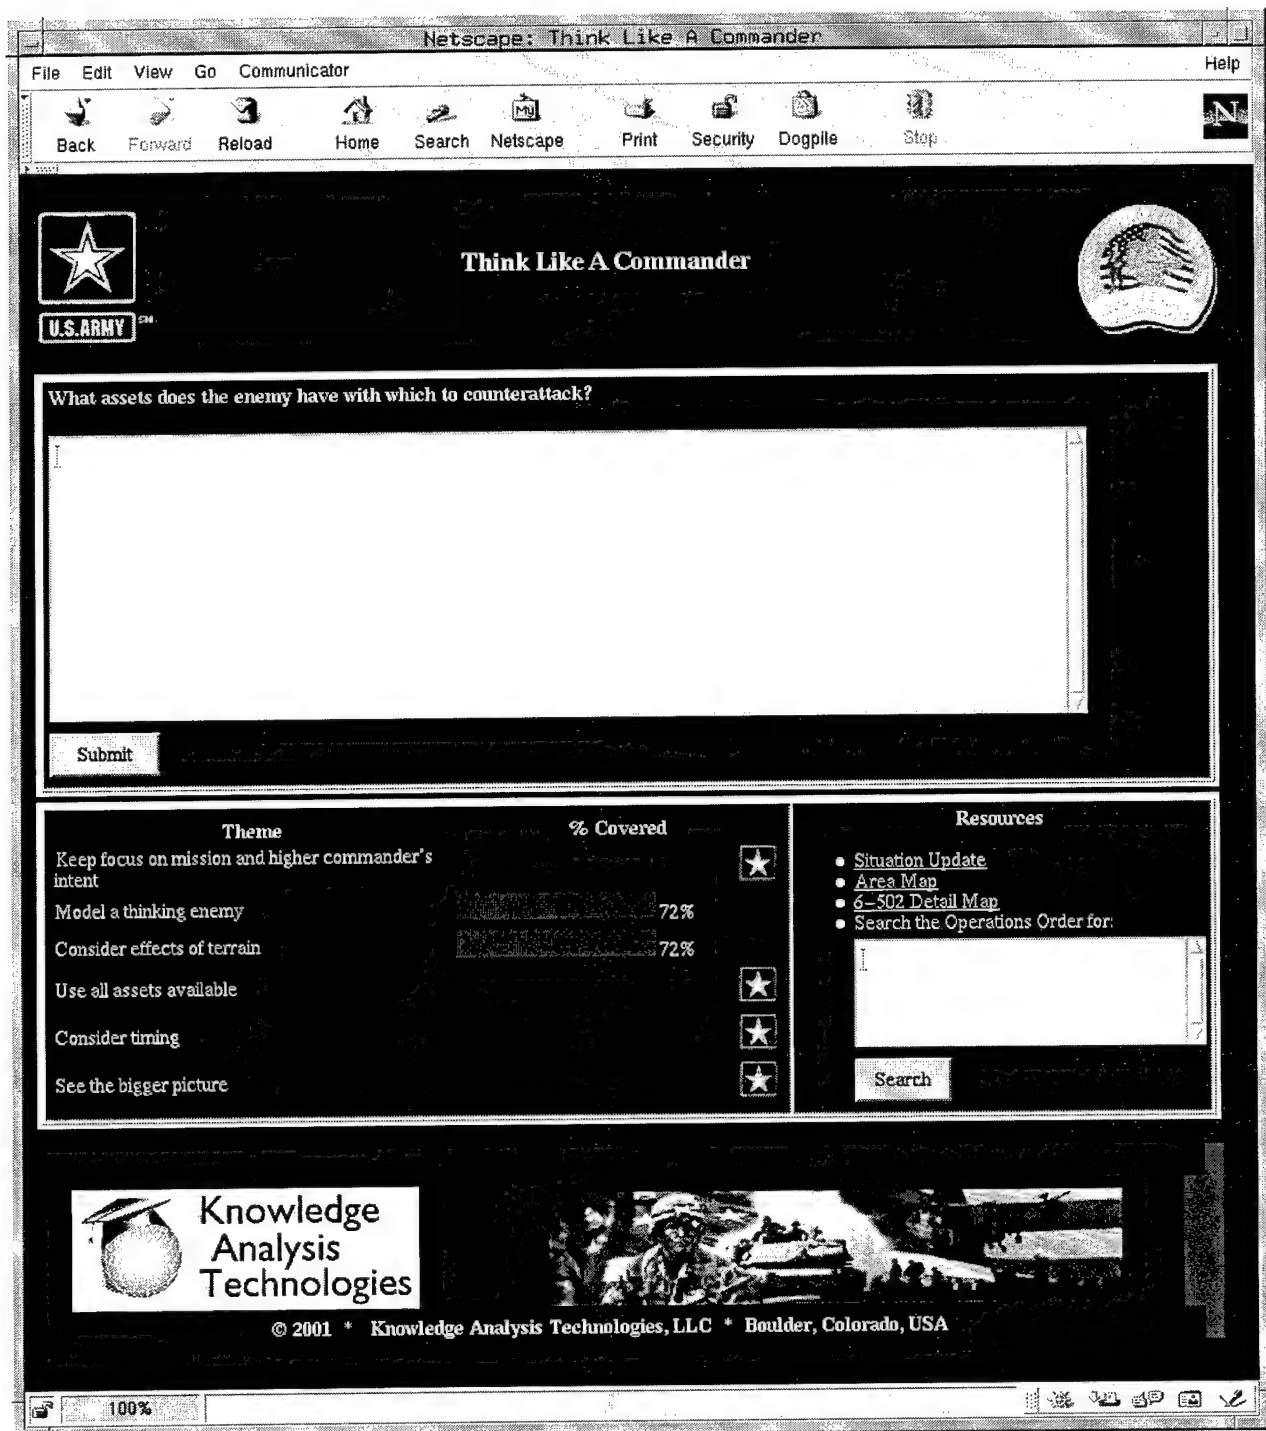 Netscape: Think Like A Commander
File Edit View Go Communicator Help
Back Forward Reload Home Search Netscape Print Security Dogpile Stop
My
N
Think Like A Commander
U.S.ARMY SM
What assets does the enemy have with which to counterattack?
Submit
Theme % Covered
Keep focus on mission and higher commander's
intent
Model a thinking enemy 72%
Consider effects of terrain 72%
Use all assets available
Consider timing
See the bigger picture
Resources
Situation Update
Area Map
6-502 Detail Map
Search the Operations Order for:
Search
Knowledge
Analysis
Technologies
© 2001 * Knowledge Analysis Technologies, LLC * Boulder, Colorado, USA
100%